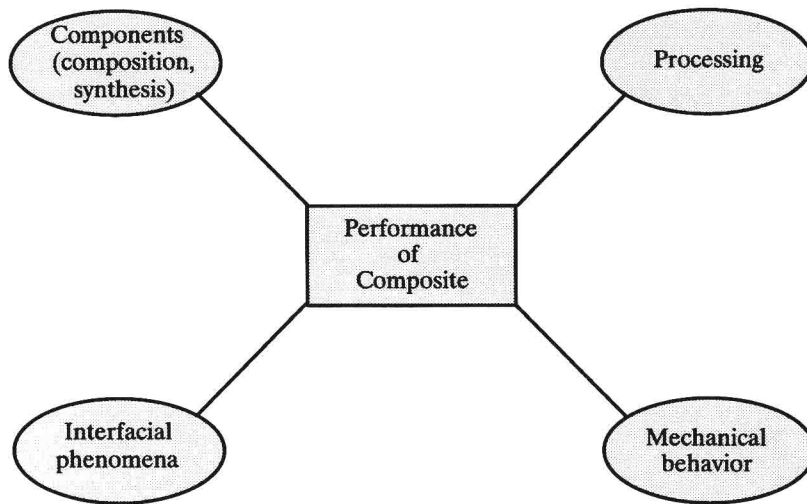 Components
(composition,
synthesis)
Processing
Performance
of
Composite
Interfacial
phenomena
Mechanical
behavior